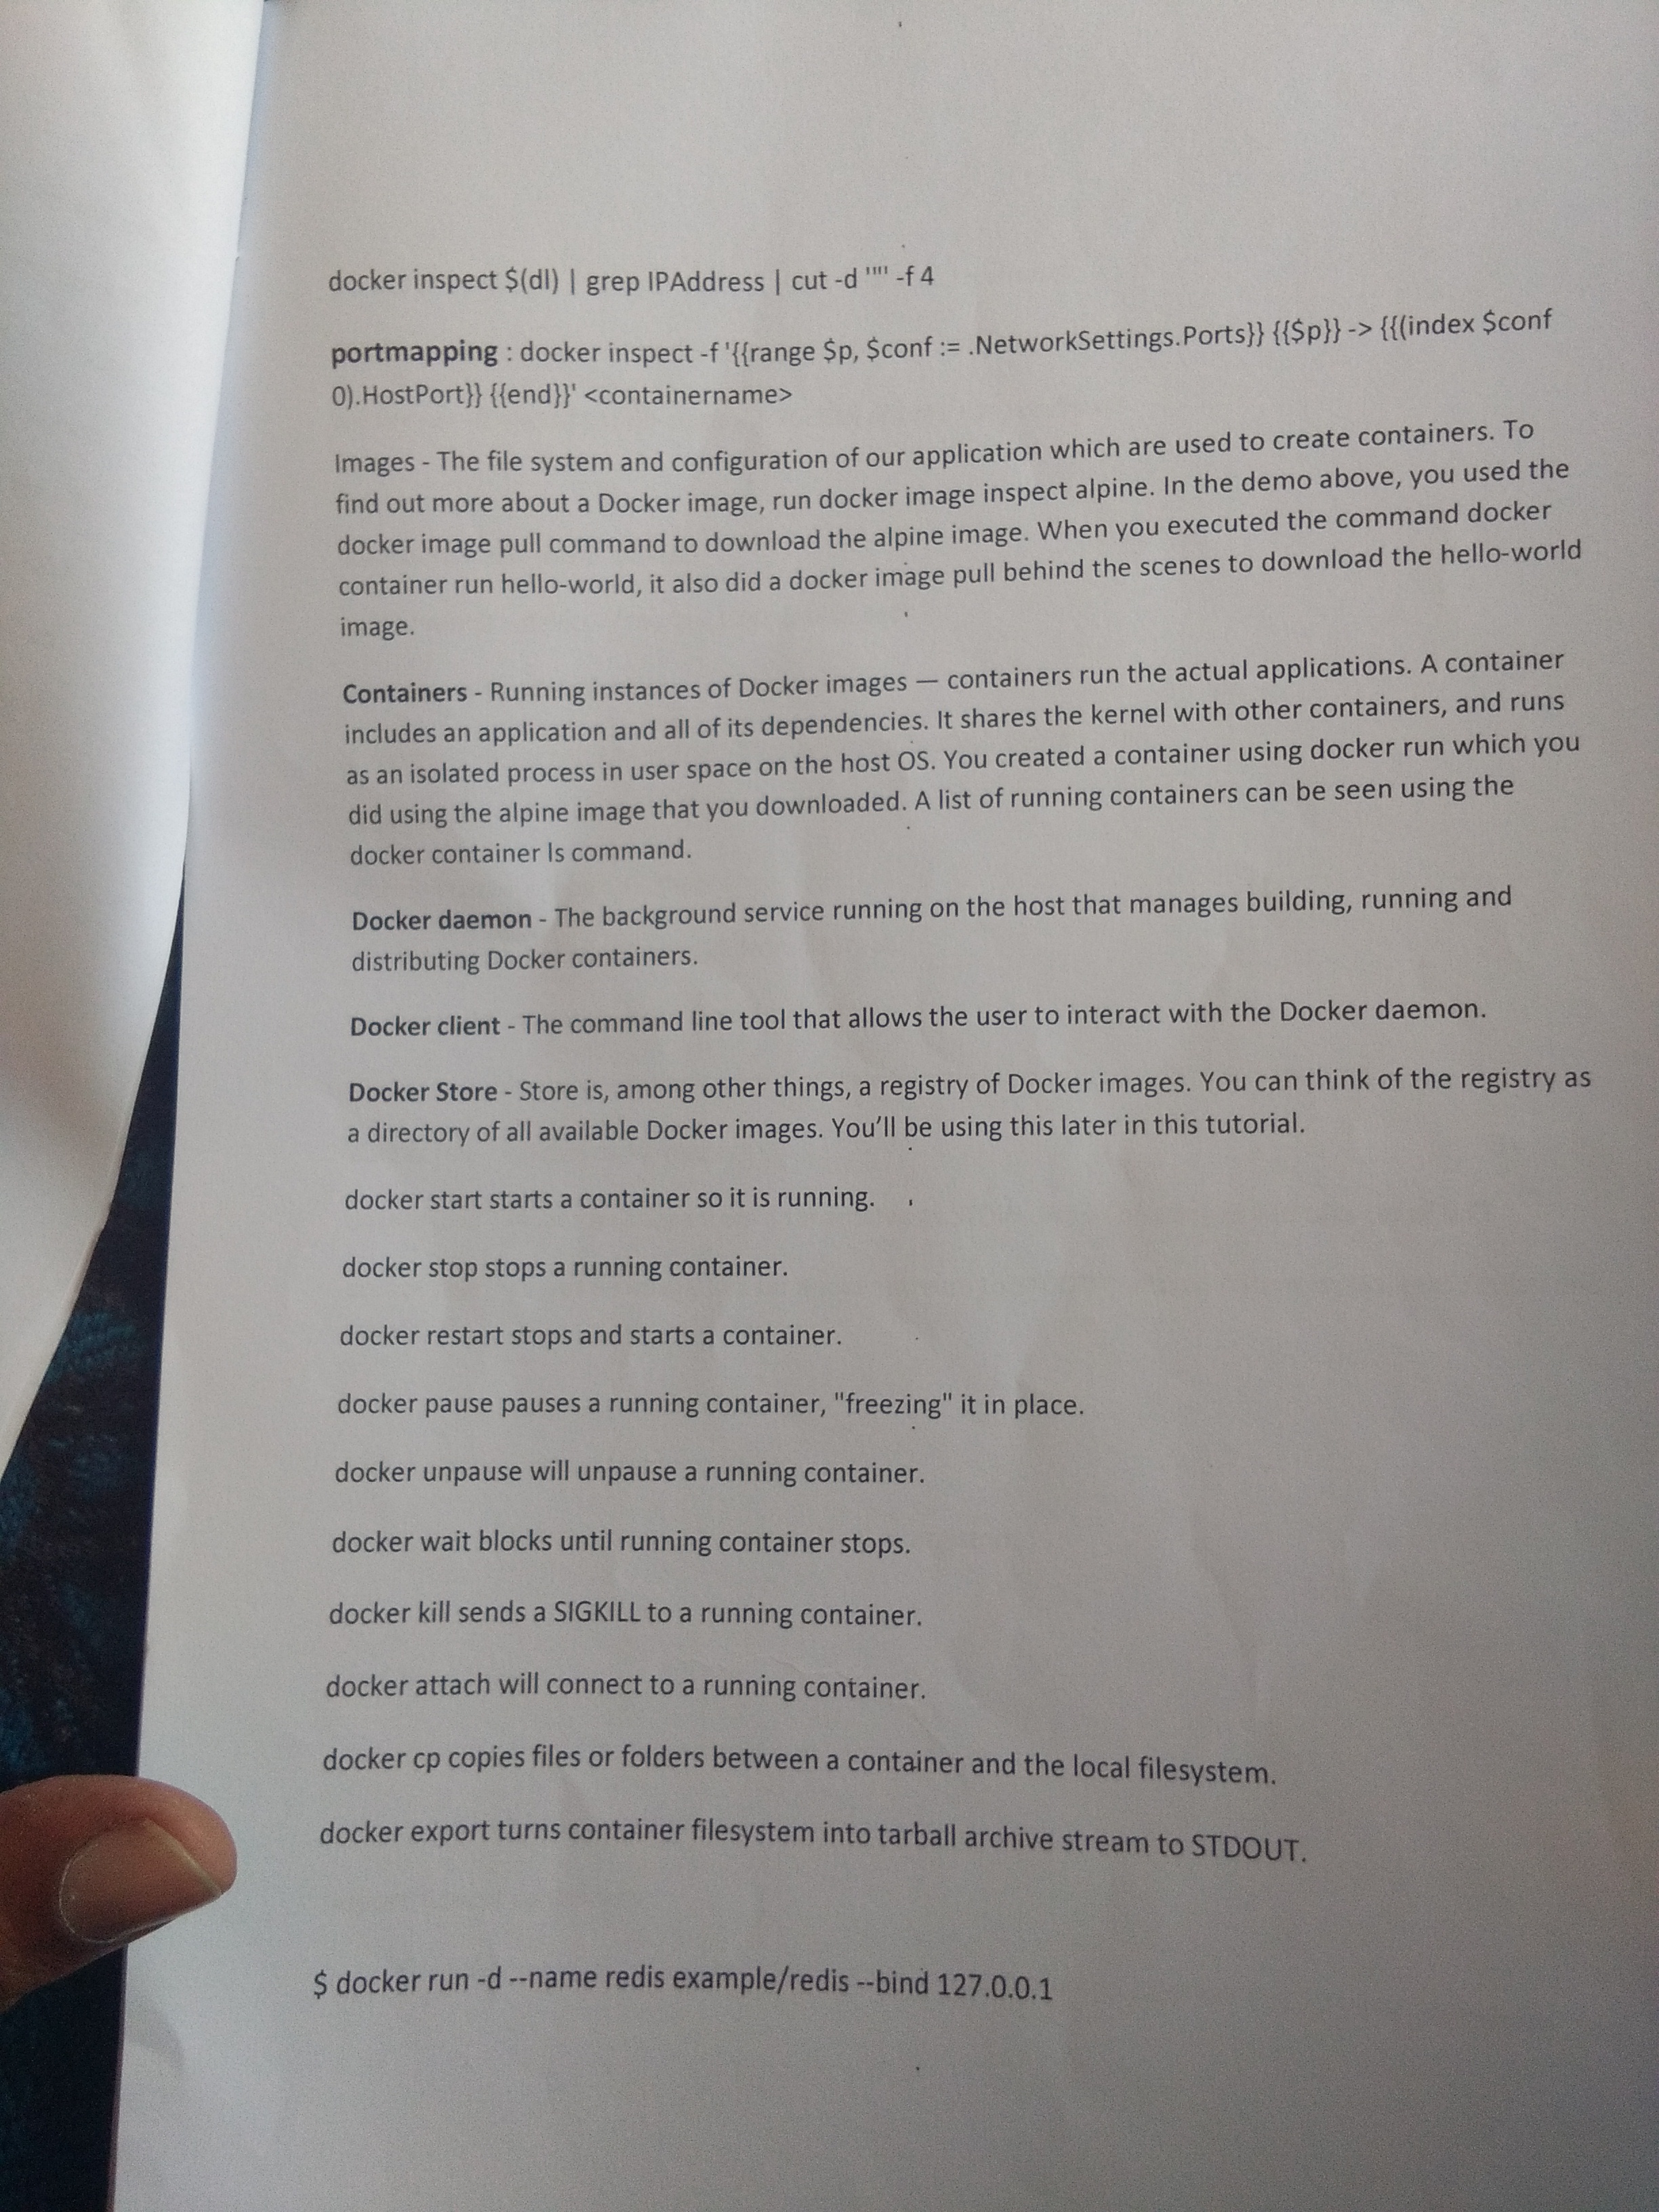 docker inspect $(dl) | grep IPAddress | cut -d '"' -f 4
portmapping : docker inspect -f '{{range $p, $conf := .NetworkSettings.Ports}} {{$p}} -> {{(index $conf
0).HostPort}} {{end}}' <containername>
Images - The file system and configuration of our application which are used to create containers. To
find out more about a Docker image, run docker image inspect alpine. In the demo above, you used the
docker image pull command to download the alpine image. When you executed the command docker
container run hello-world, it also did a docker image pull behind the scenes to download the hello-world
image.
Containers - Running instances of Docker images — containers run the actual applications. A container
includes an application and all of its dependencies. It shares the kernel with other containers, and runs
as an isolated process in user space on the host OS. You created a container using docker run which you
did using the alpine image that you downloaded. A list of running containers can be seen using the
docker container ls command.
Docker daemon - The background service running on the host that manages building, running and
distributing Docker containers.
Docker client - The command line tool that allows the user to interact with the Docker daemon.
Docker Store - Store is, among other things, a registry of Docker images. You can think of the registry as
a directory of all available Docker images. You’ll be using this later in this tutorial.
docker start starts a container so it is running.
docker stop stops a running container.
docker restart stops and starts a container.
docker pause pauses a running container, "freezing" it in place.
docker unpause will unpause a running container.
docker wait blocks until running container stops.
docker kill sends a SIGKILL to a running container.
docker attach will connect to a running container.
docker cp copies files or folders between a container and the local filesystem.
docker export turns container filesystem into tarball archive stream to STDOUT.
$ docker run -d --name redis example/redis --bind 127.0.0.1